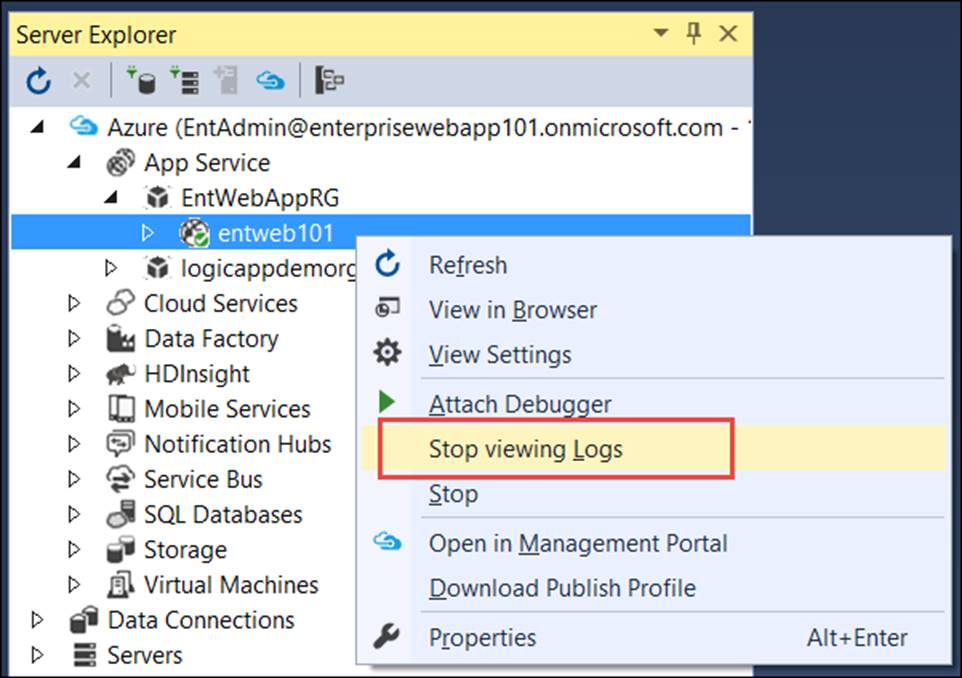 Server Explorer
Azure (EntAdmin@enterprisewebapp101.onmicrosoft.com -
App Service
EntWebAppRG
entweb101
logicappdemorg
Cloud Services
Data Factory
HDInsight
Mobile Services
Notification Hubs
Service Bus
SQL Databases
Storage
Virtual Machines
Data Connections
Servers
Refresh
View in Browser
View Settings
Attach Debugger
Stop viewing Logs
Stop
Open in Management Portal
Download Publish Profile
Properties Alt+Enter